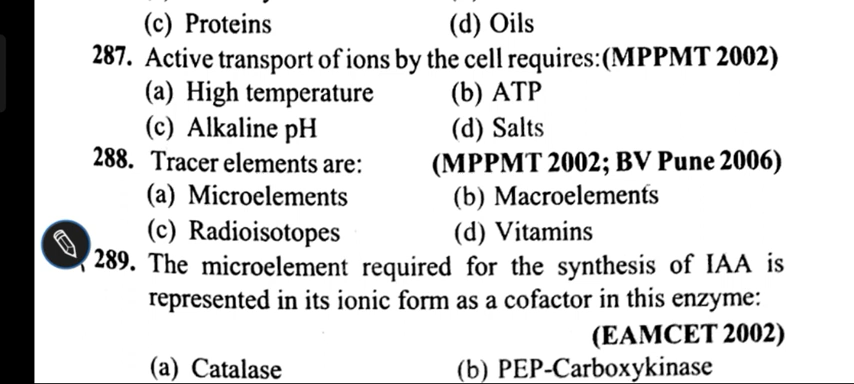 (c) Proteins (d) Oils
287. Active transport of ions by the cell requires:(MPPMT 2002)
(a) High temperature (b) ATP
(c) Alkaline pH (d) Salts
288. Tracer elements are: (MPPMT 2002; BV Pune 2006)
(a) Microelements (b) Macroelements
(c) Radioisotopes (d) Vitamins
289. The microelement required for the synthesis of IAA is
represented in its ionic form as a cofactor in this enzyme:
(EAMCET 2002)
(a) Catalase (b) PEP-Carboxykinase